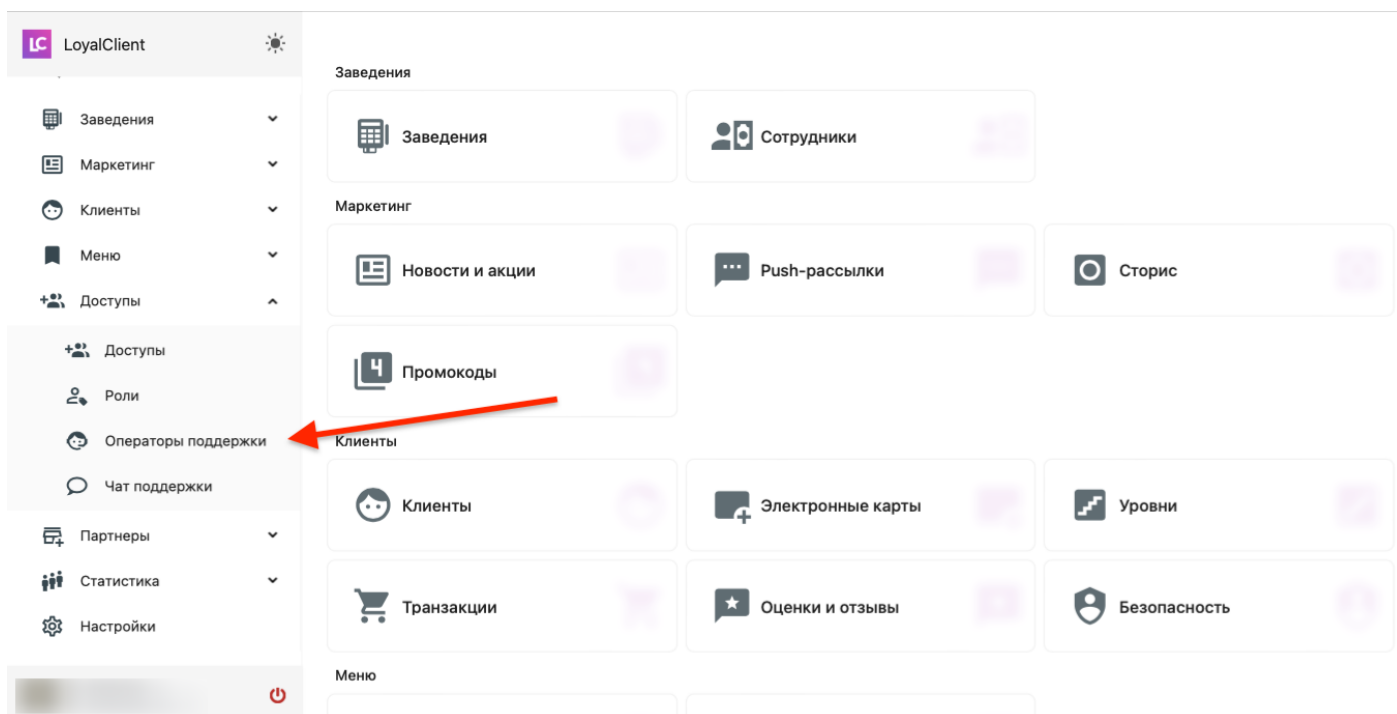 LoyalClient
Заведения
Маркетинг
Клиенты
Меню
Доступы
Доступы
Роли
Операторы поддержки
Чат поддержки
Партнеры
Статистика
Настройки
Заведения
Заведения
Сотрудники
Маркетинг
Новости и акции
Push-рассылки
Сторис
Промокоды
Клиенты
Клиенты
Электронные карты
Уровни
Транзакции
Оценки и отзывы
Безопасность
Меню